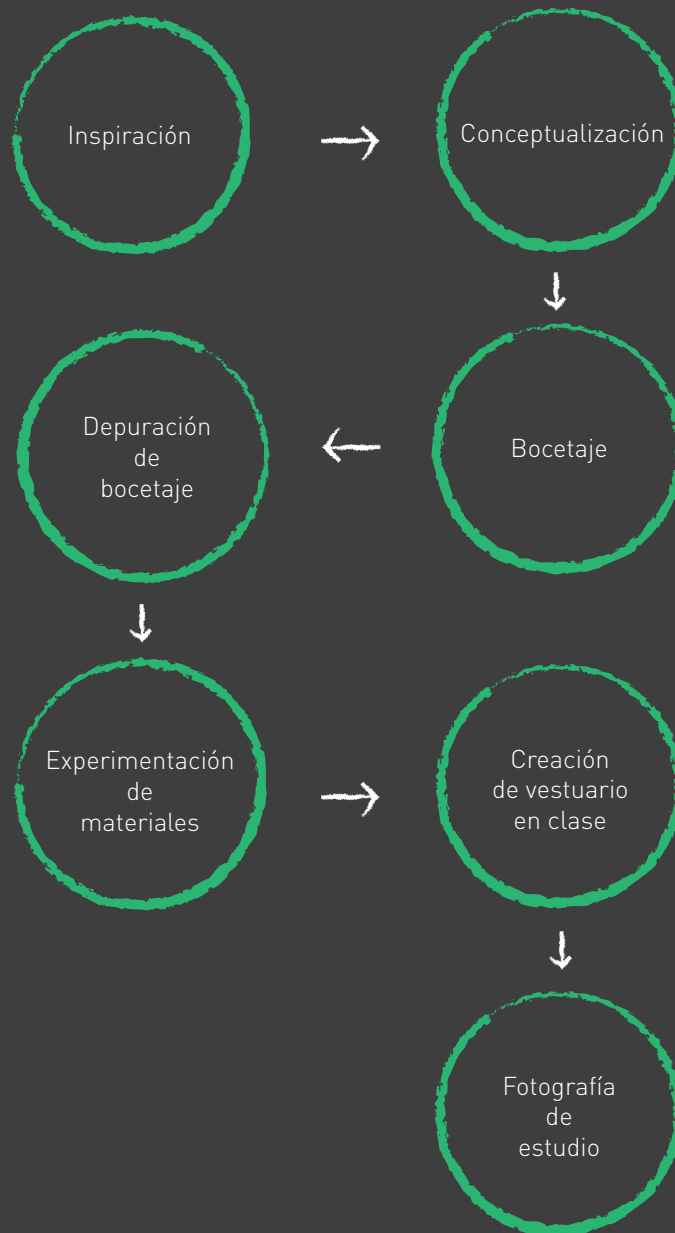 Inspiración
Conceptualización
Bocetaje
Depuración
de
bocetaje
Experimentación
de
materiales
Creación
de vestuario
en clase
Fotografía
de
estudio